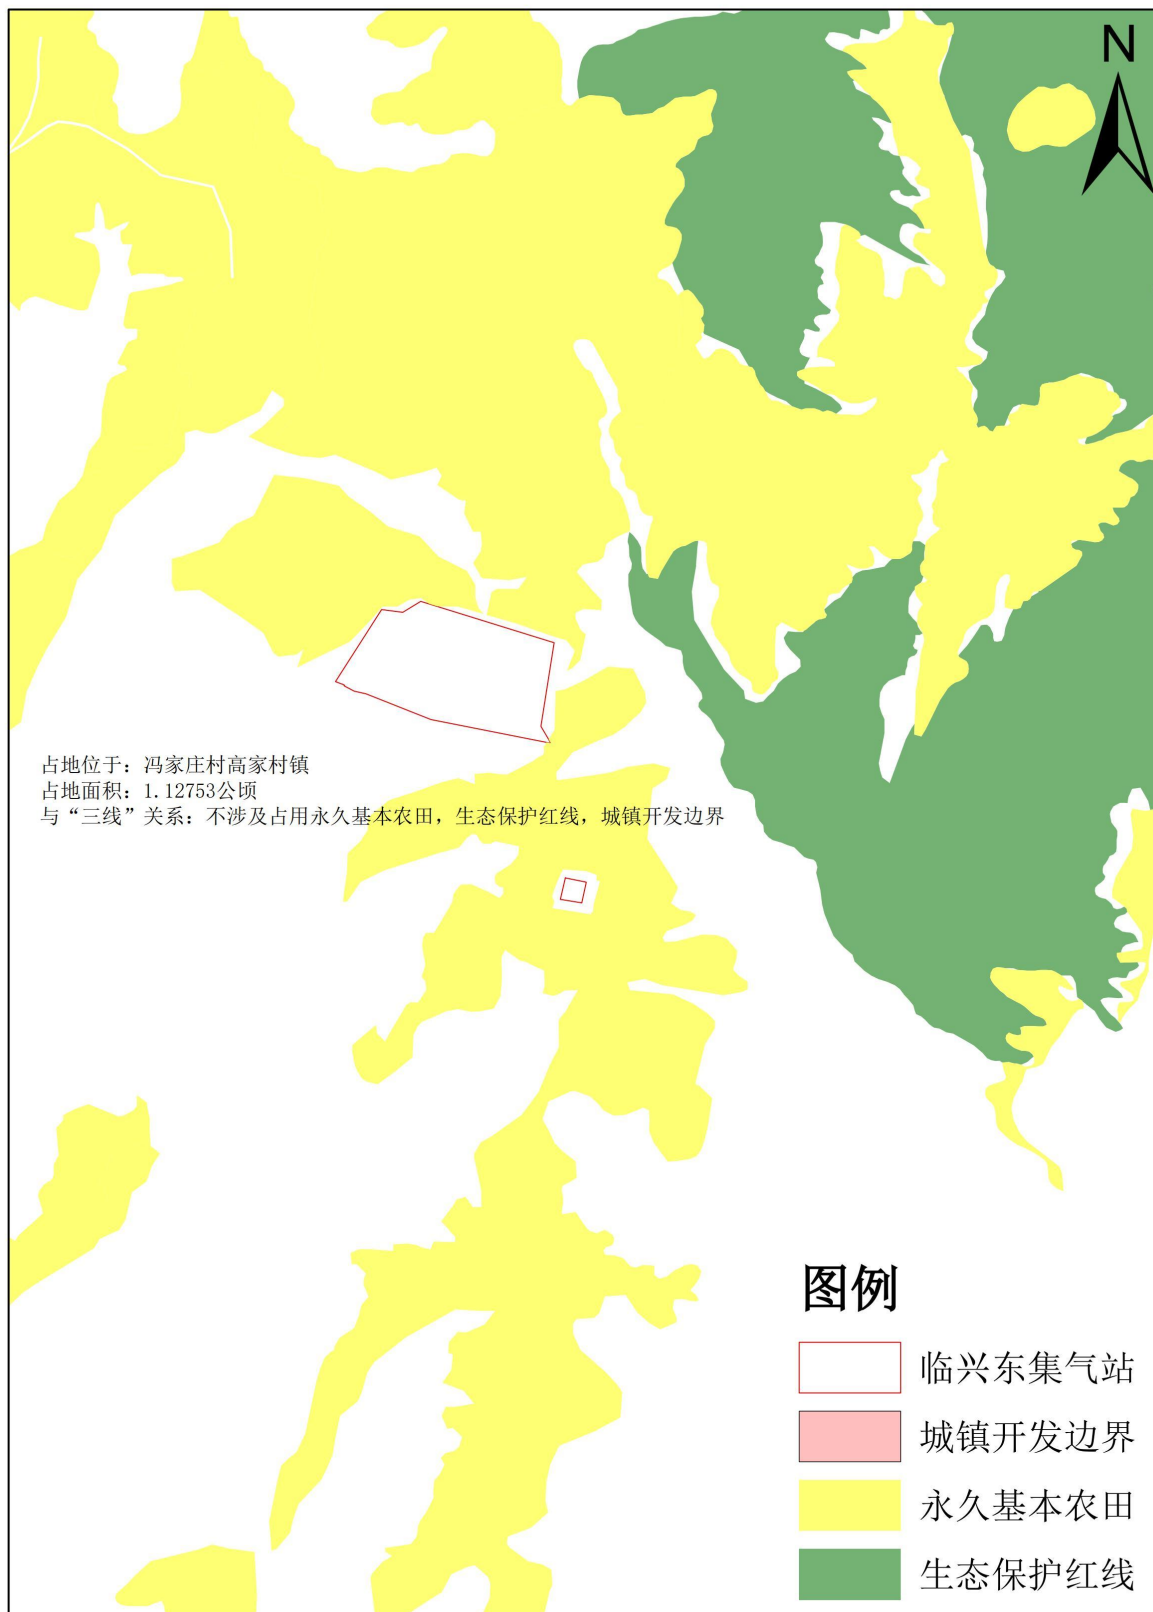 N
占地位于：冯家庄村高家村镇
占地面积：1.12753公顷
与“三线”关系：不涉及占用永久基本农田，生态保护红线，城镇开发边界
图例
临兴东集气站
城镇开发边界
永久基本农田
生态保护红线